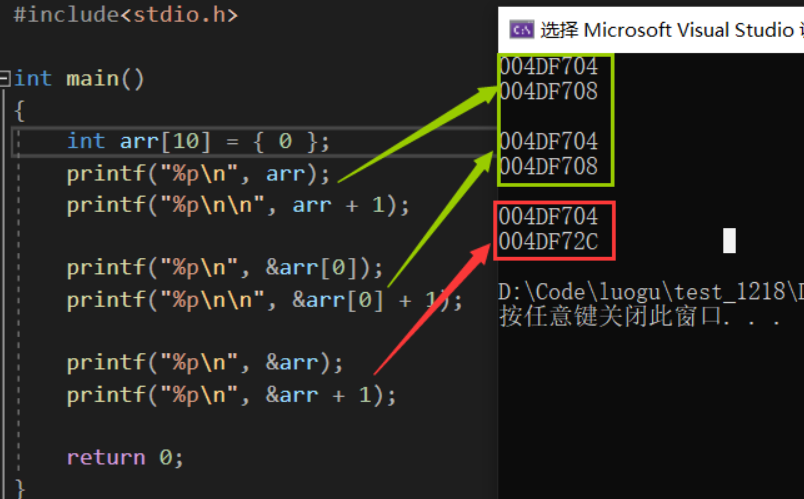 #include<stdio.h>
int main()
{
int arr[10] = { 0 };
printf("%p\n", arr);
printf("%p\n\n", arr + 1);
printf("%p\n", &arr[0]);
printf("%p\n\n", &arr[0] + 1);
printf("%p\n", &arr);
printf("%p\n", &arr + 1);
return 0;
}
选择 Microsoft Visual Studio
004DF704
004DF708
004DF704
004DF708
004DF704
004DF72C
D:\Code\luogu\test_1218\
按任意键关闭此窗口. . .